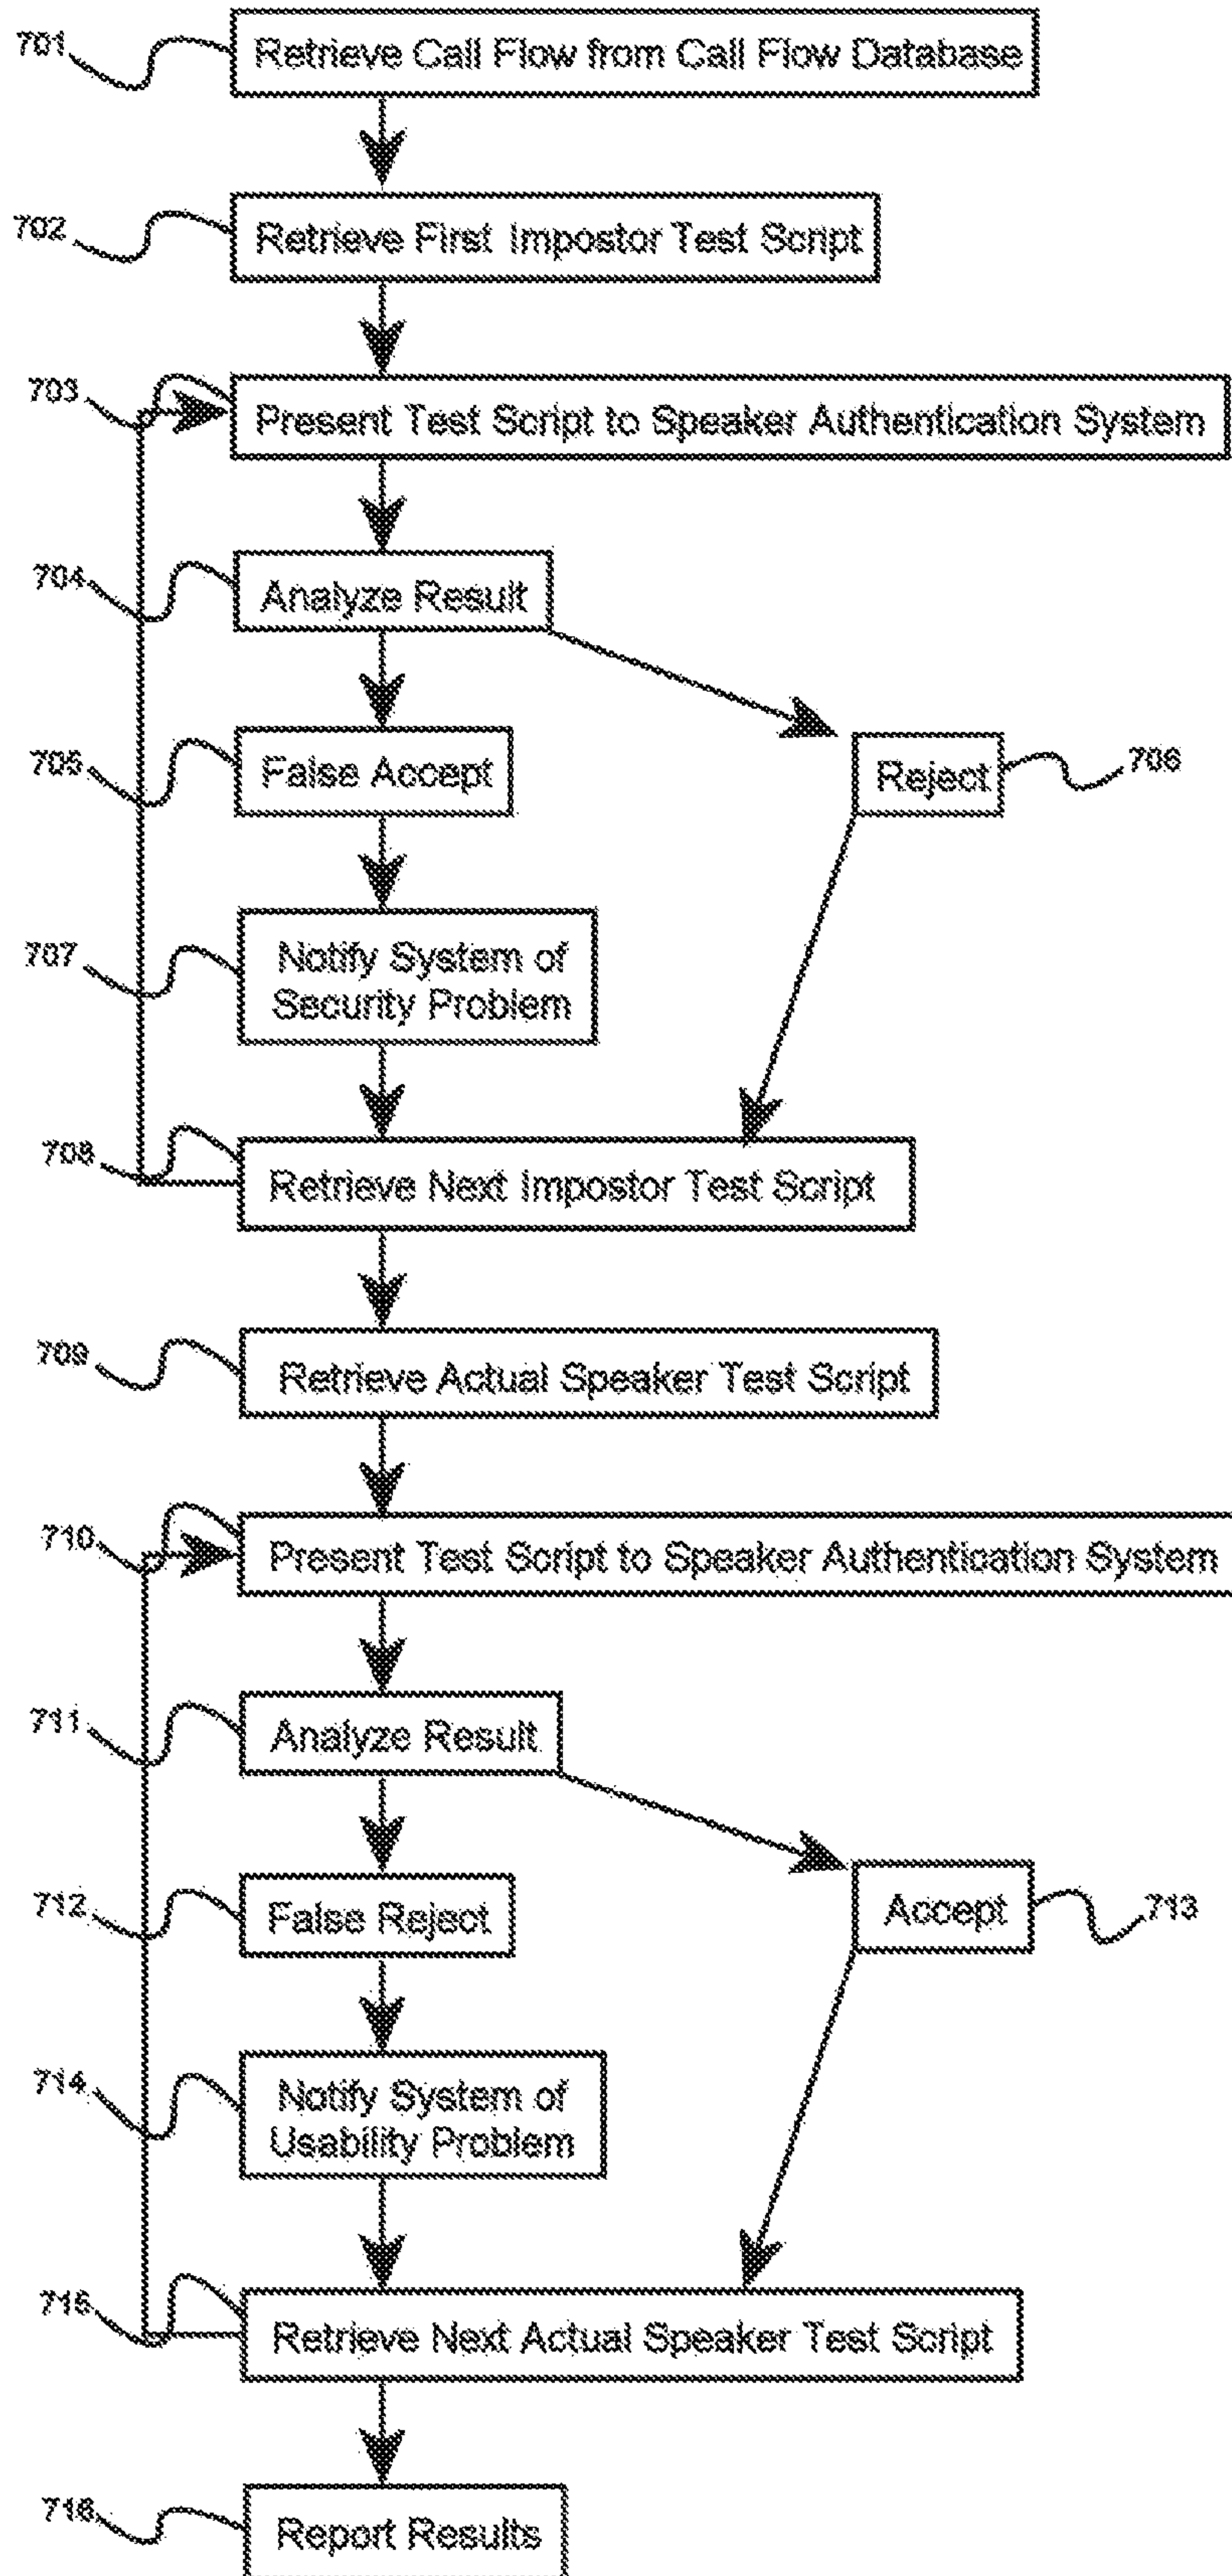 701
Retrieve Call Flow from Call Flow Database
702
Retrieve First Impostor Test Script
703
Present Test Script to Speaker Authentication System
704
Analyze Result
705
False Accept
Reject
706
707
Notify System of
Security Problem
708
Retrieve Next Impostor Test Script
709
Retrieve Actual Speaker Test Script
710
Present Test Script to Speaker Authentication System
711
Analyze Result
712
False Reject
Accept
713
714
Notify System of
Usability Problem
715
Retrieve Next Actual Speaker Test Script
716
Report Results